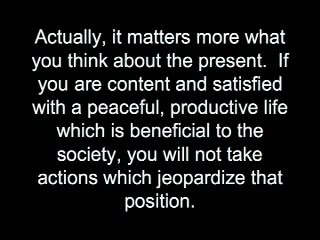 Actually, it matters more what
you think about the present.  If
you are content and satisfied
with a peaceful, productive life
which is beneficial to the
society, you will not take
actions which jeopardize that
position.